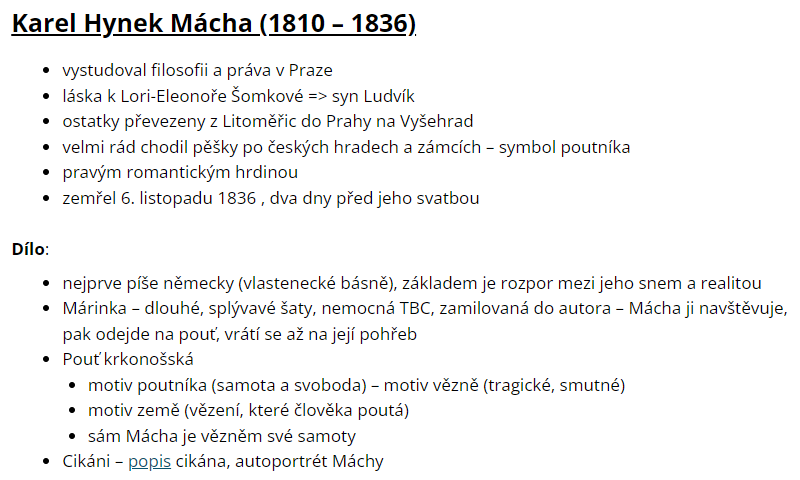 Karel Hynek Mácha (1810 – 1836)
vystudoval filosofii a práva v Praze
láska k Lori-Eleonoře Šomkové => syn Ludvík
ostatky převezeny z Litoměřic do Prahy na Vyšehrad
velmi rád chodil pěšky po českých hradech a zámcích – symbol poutníka
pravým romantickým hrdinou
zemřel 6. listopadu 1836 , dva dny před jeho svatbou
Dílo:
nejprve píše německy (vlastenecké básně), základem je rozpor mezi jeho snem a realitou
Márinka – dlouhé, splývavé šaty, nemocná TBC, zamilovaná do autora – Mácha ji navštěvuje,
pak odejde na pouť, vrátí se až na její pohřeb
Pouť krkonošská
motiv poutníka (samota a svoboda) – motiv vězně (tragické, smutné)
motiv země (vězení, které člověka poutá)
sám Mácha je vězněm své samoty
Cikáni – popis cikána, autoportrét Máchy